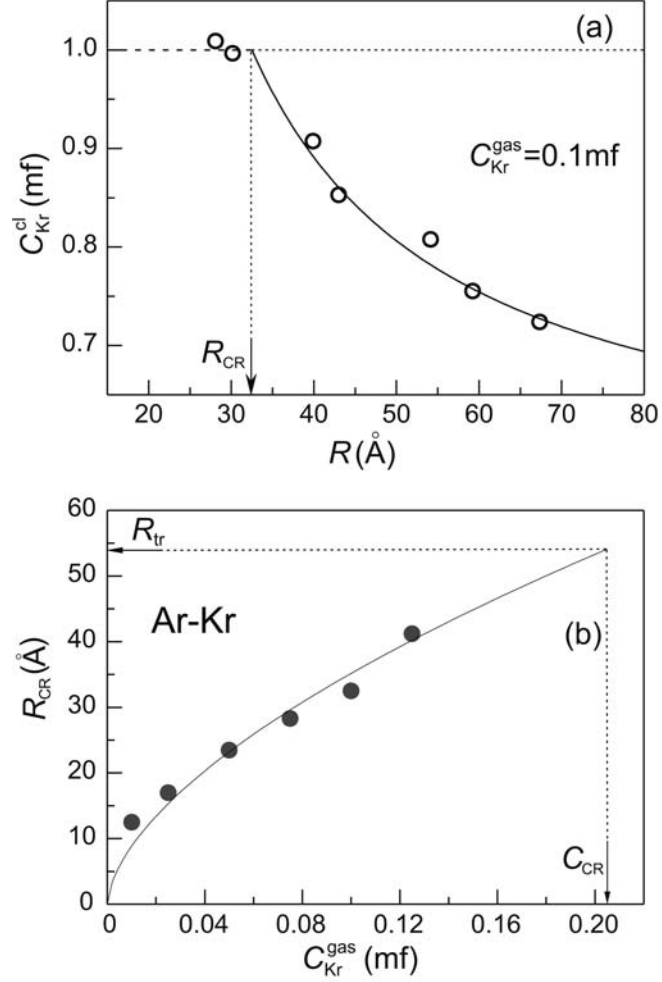 (a)
1.0
0.9
0.8
0.7
C_Kr^cl (mf)
C_Kr^gas=0.1mf
R_CR
20 30 40 50 60 70 80
R(Å)
60
50
40
30
20
10
0
R_CR(Å)
R_tr
Ar-Kr
(b)
C_CR
0 0.04 0.08 0.12 0.16 0.20
C_Kr^gas (mf)